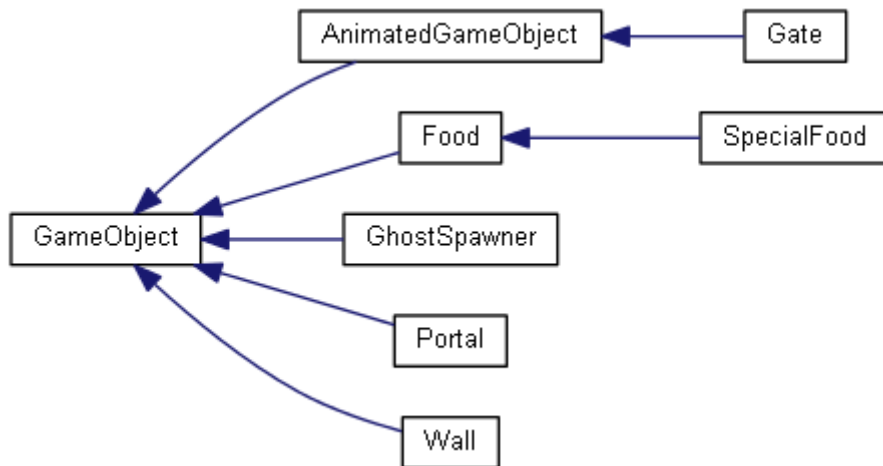 AnimatedGameObject
Gate
Food
SpecialFood
GameObject
GhostSpawner
Portal
Wall